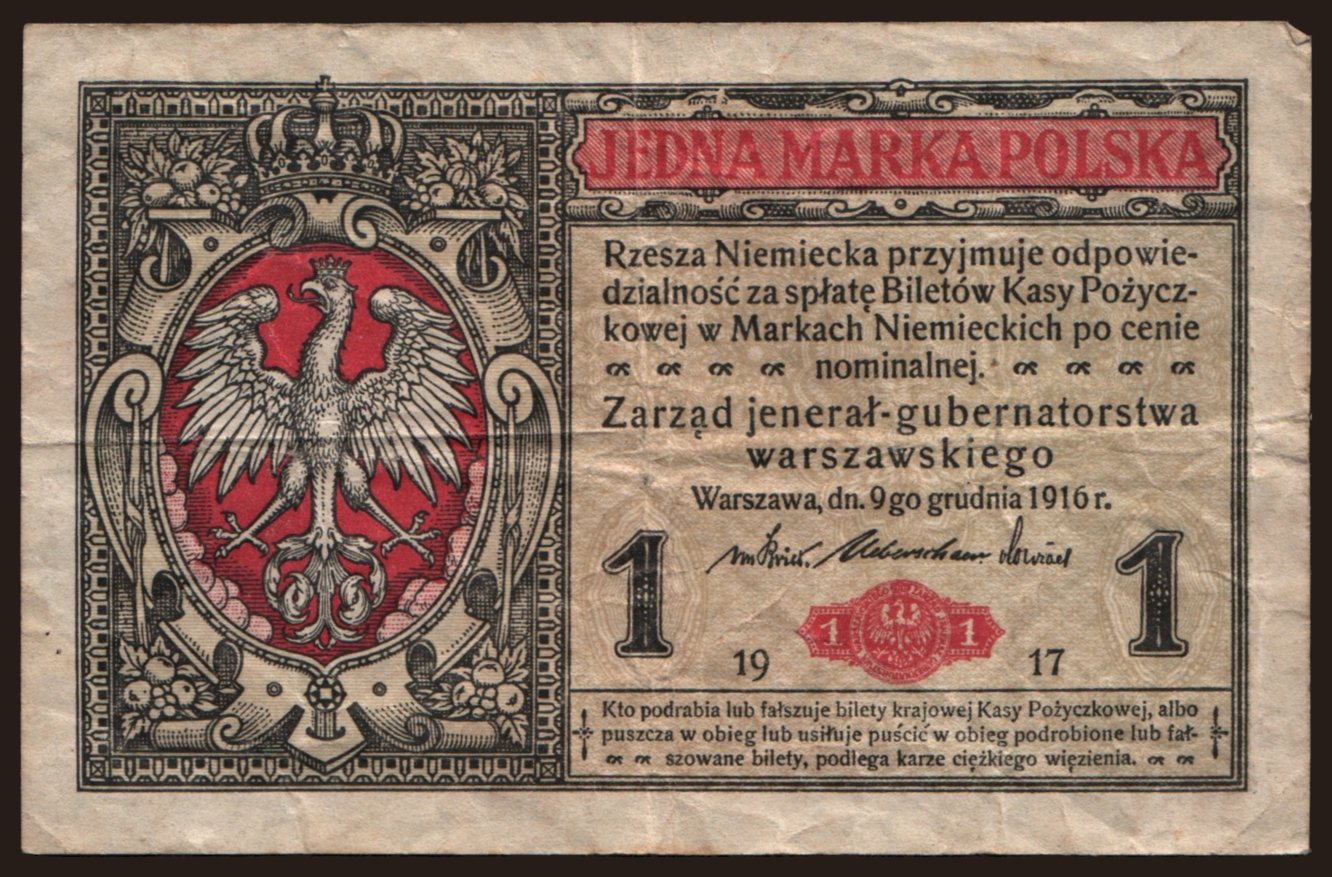 JEDNA MARKA POLSKA
Rzesza Niemiecka przyjmuje odpowie-
dzialność za spłatę Biletów Kasy Pożycz-
kowej w Markach Niemieckich po cenie
nominalnej.
Zarząd jenerał-gubernatorstwa
warszawskiego
Warszawa, dn. 9go grudnia 1916 r.
1 1 1 1
19 17
Kto podrabia lub fałszuje bilety krajowej Kasy Pożyczkowej, albo
puszcza w obieg lub usiłuje puścić w obieg podrobione lub fał-
szowane bilety, podlega karze ciężkiego więzienia.